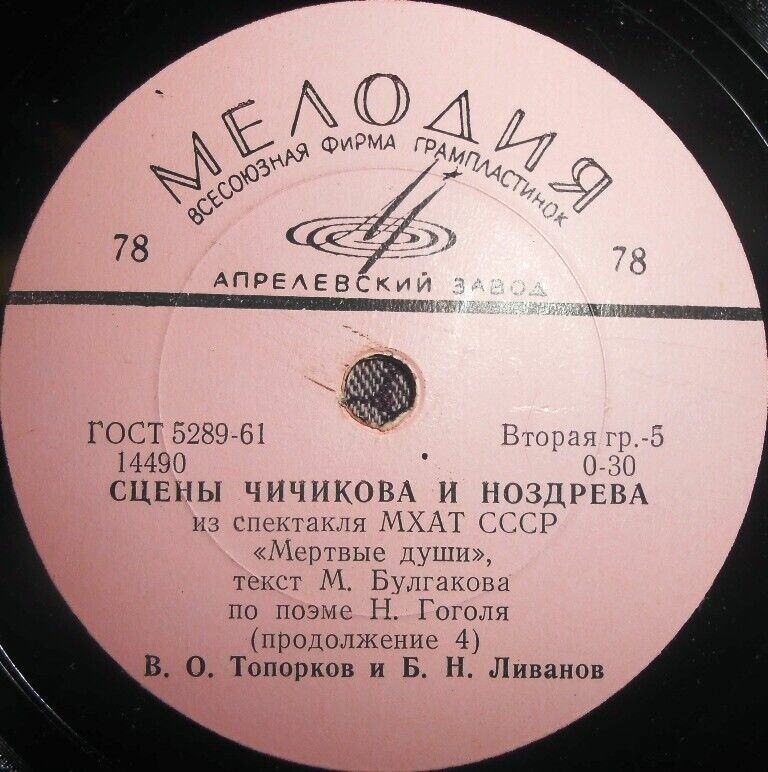 МЕЛОДИЯ
ВСЕСОЮЗНАЯ ФИРМА ГРАМПЛАСТИНОК
78 78
АПРЕЛЕВСКИЙ ЗАВОД
ГОСТ 5289-61 Вторая гр.-5
14490 0-30
СЦЕНЫ ЧИЧИКОВА И НОЗДРЕВА
из спектакля МХАТ СССР
«Мертвые души»,
текст М. Булгакова
по поэме Н. Гоголя
(продолжение 4)
В. О. Топорков и Б. Н. Ливанов